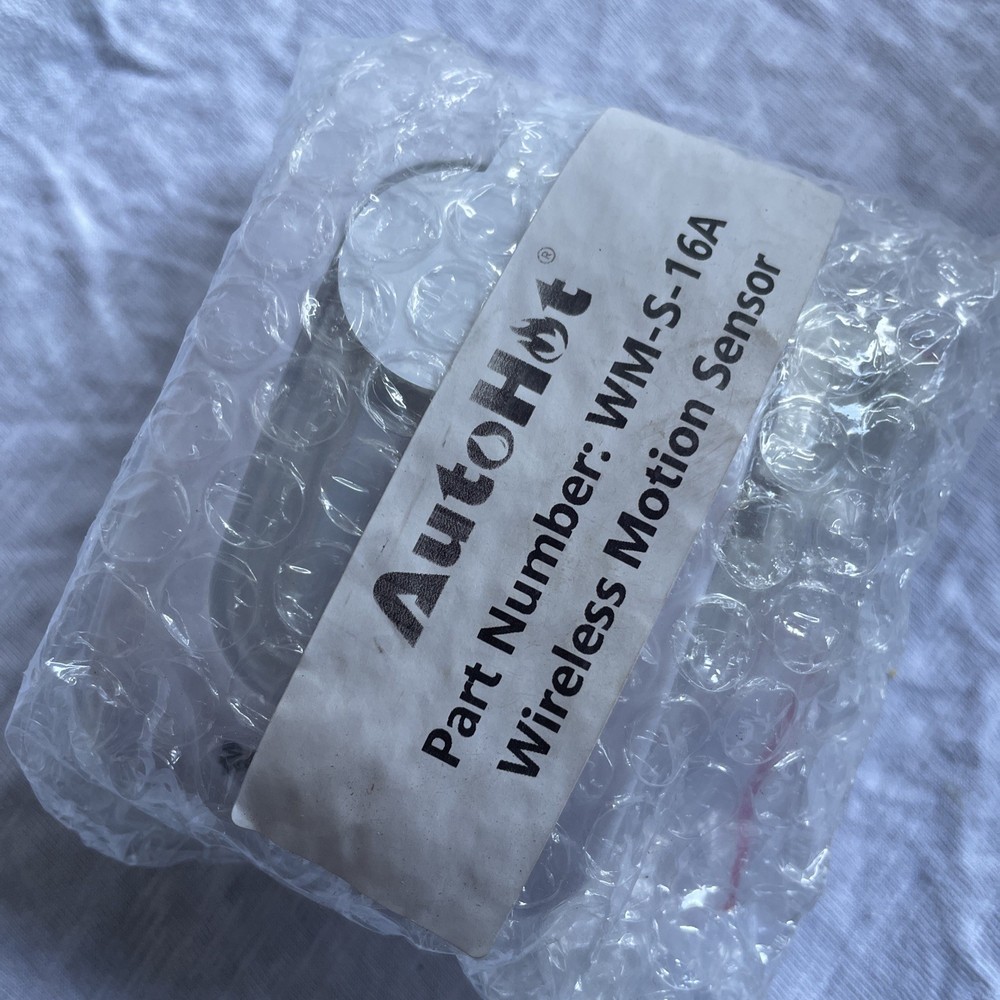 AutoHot®
Part Number: WM-S-16A
Wireless Motion Sensor